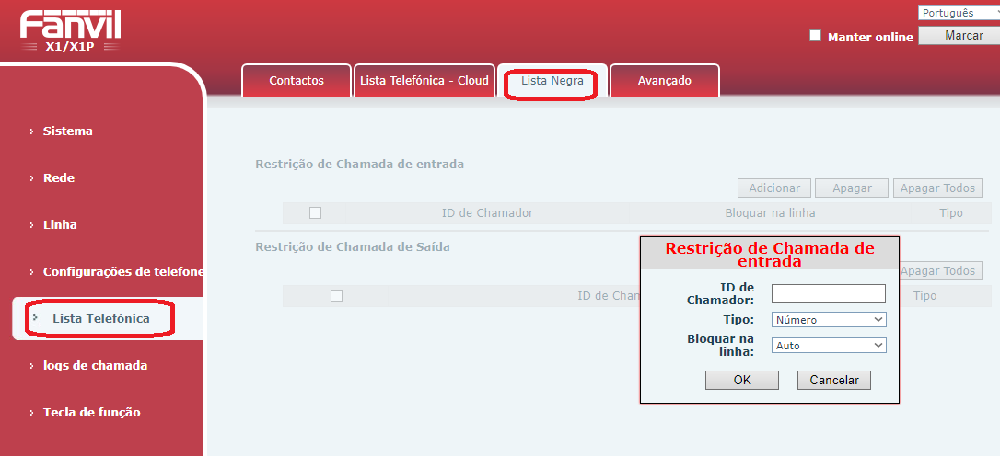 Fanvil
X1/X1P
Português
Manter online
Marcar
Contactos
Lista Telefónica - Cloud
Lista Negra
Avançado
Sistema
Rede
Linha
Configurações de telefone
Lista Telefónica
logs de chamada
Tecla de função
Restrição de Chamada de entrada
Adicionar
Apagar
Apagar Todos
ID de Chamador
Bloquar na linha
Tipo
Restrição de Chamada de Saída
Apagar Todos
ID de Cham
Tipo
Restrição de Chamada de
entrada
ID de
Chamador:
Tipo:
Número
Bloquar na
linha:
Auto
OK
Cancelar